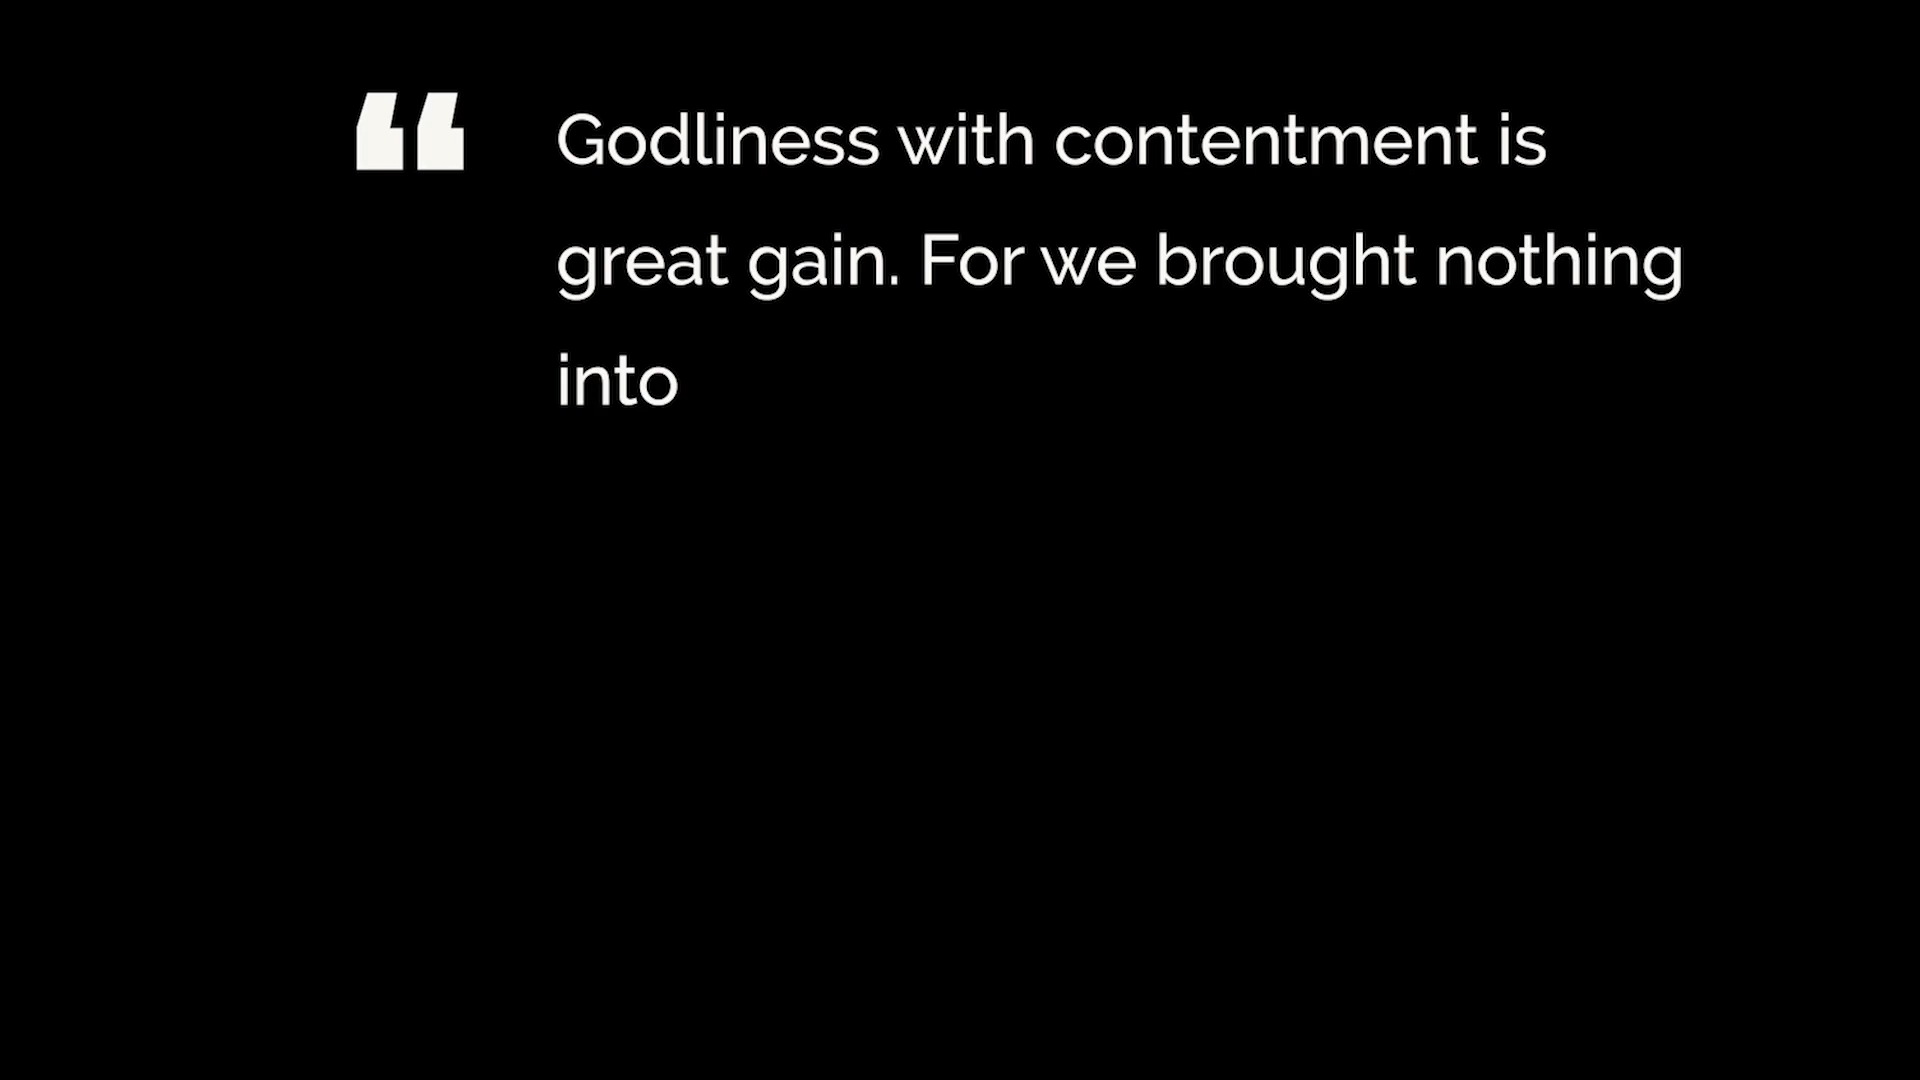 “ Godliness with contentment is
great gain. For we brought nothing
into